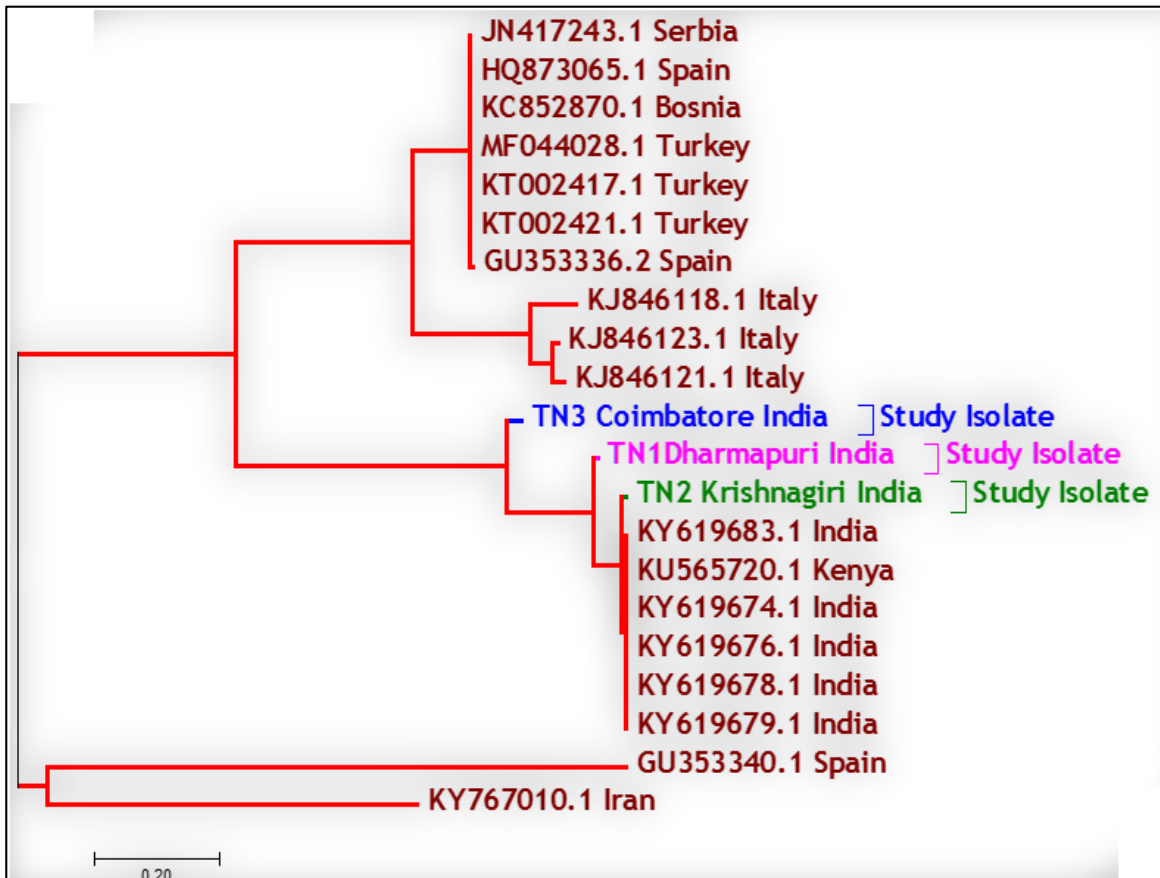 JN417243.1 Serbia
HQ873065.1 Spain
KC852870.1 Bosnia
MF044028.1 Turkey
KT002417.1 Turkey
KT002421.1 Turkey
GU353336.2 Spain
KJ846118.1 Italy
KJ846123.1 Italy
KJ846121.1 Italy
TN3 Coimbatore India Study Isolate
TN1Dharmapuri India Study Isolate
TN2 Krishnagiri India Study Isolate
KY619683.1 India
KU565720.1 Kenya
KY619674.1 India
KY619676.1 India
KY619678.1 India
KY619679.1 India
GU353340.1 Spain
KY767010.1 Iran
0.20